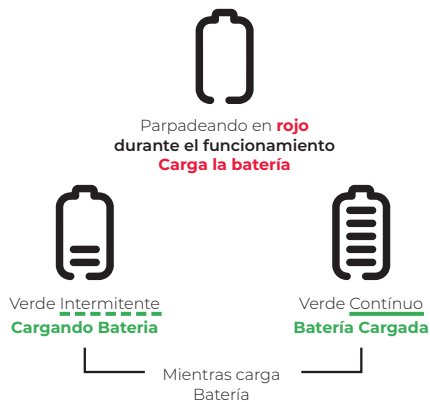 Parpadeando en rojo
durante el funcionamiento
Carga la batería
Verde Intermitente
Cargando Bateria
Verde Contínuo
Batería Cargada
Mientras carga
Batería